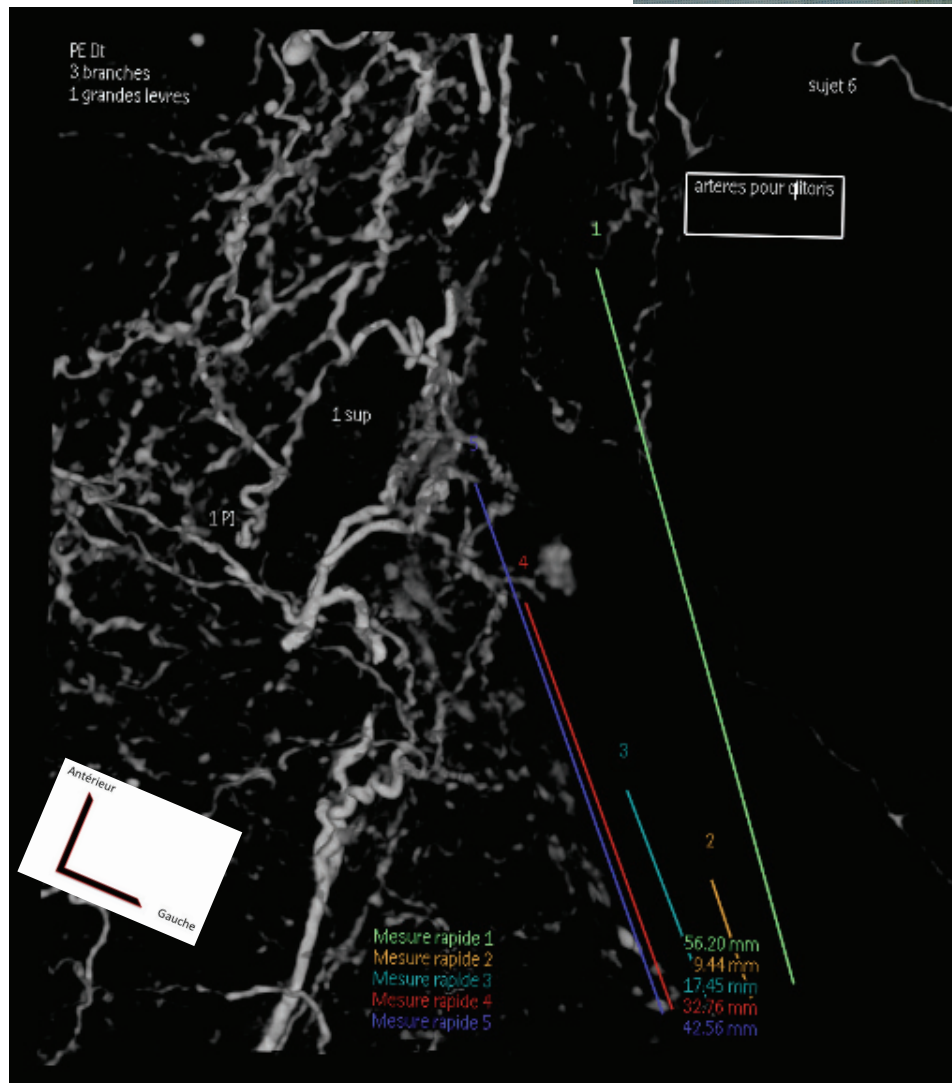 PE Dt
3 branches
1 grandes levres
sujet 6
arteres pour clitoris
1
1 sup
5
1 PI
4
3
2
Antérieur
Gauche
Mesure rapide 1 56.20 mm
Mesure rapide 2 9.44 mm
Mesure rapide 3 17.45 mm
Mesure rapide 4 32.76 mm
Mesure rapide 5 42.56 mm